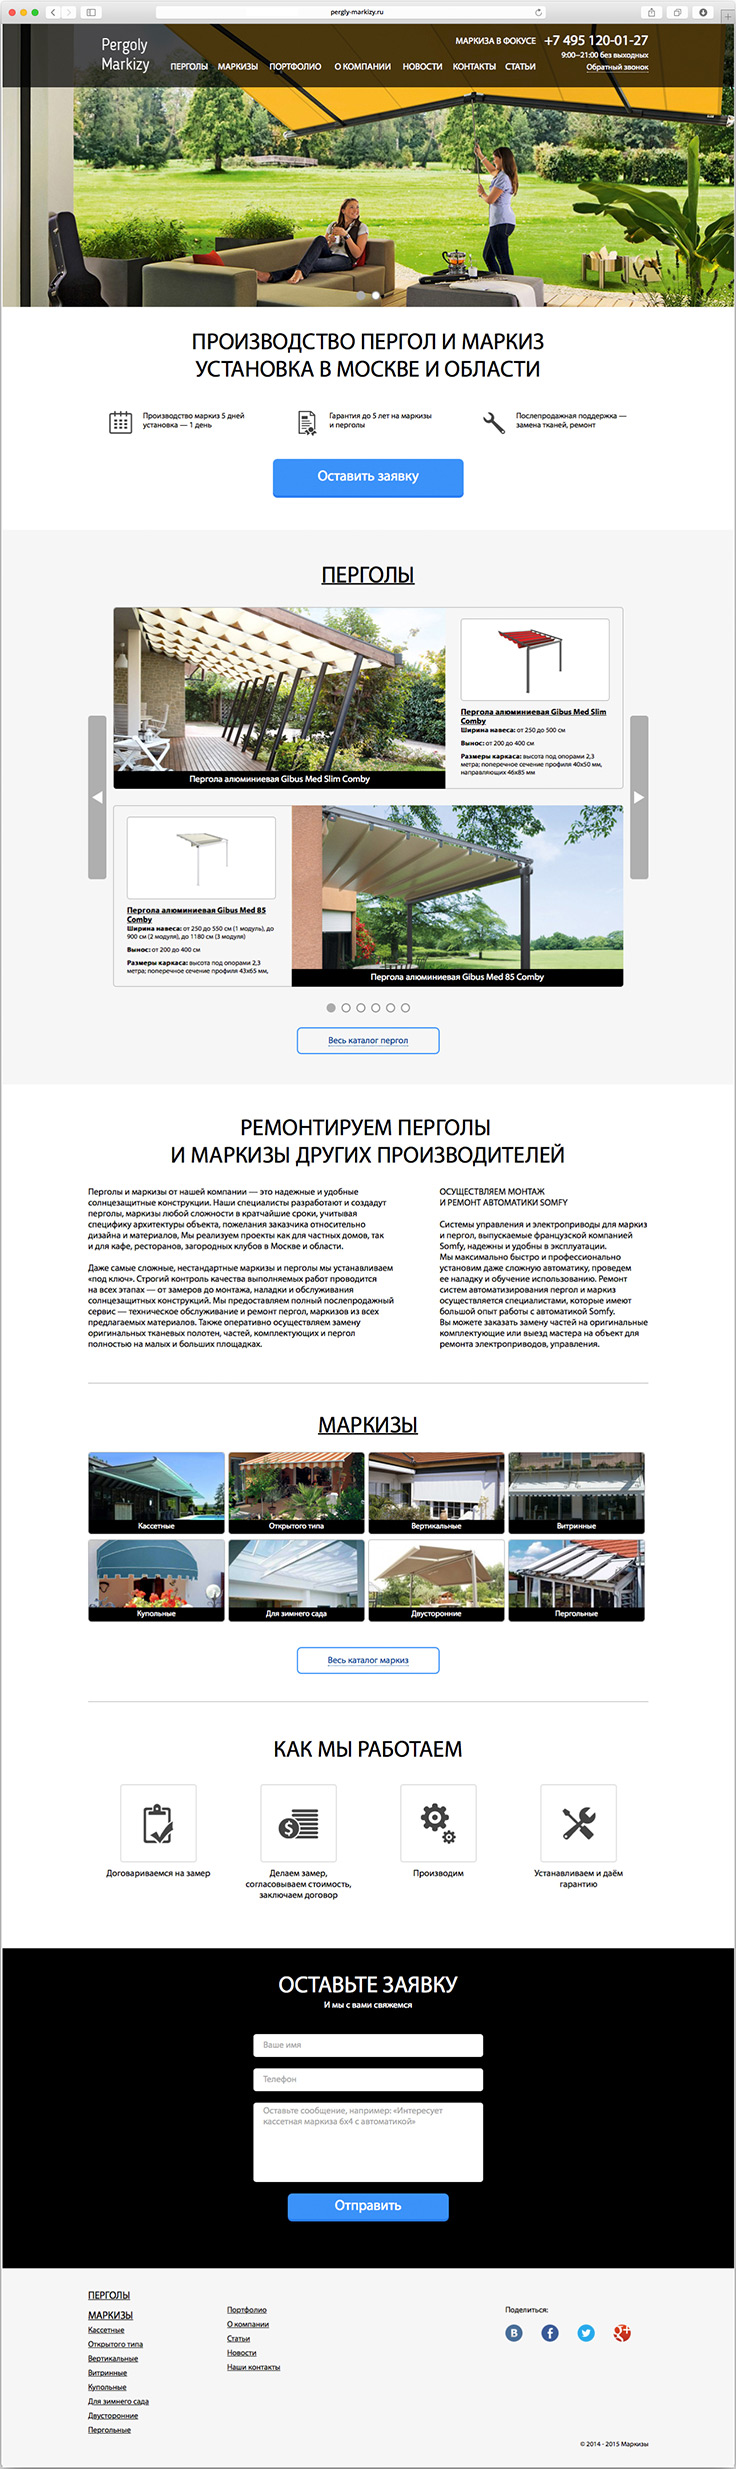 pergly-markizy.ru
Pergoly
Markizy
МАРКИЗА В ФОКУСЕ
+7 495 120-01-27
9:00–21:00 без выходных
Обратный звонок
ПЕРГОЛЫ
МАРКИЗЫ
ПОРТФОЛИО
О КОМПАНИИ
НОВОСТИ
КОНТАКТЫ
СТАТЬИ
ПРОИЗВОДСТВО ПЕРГОЛ И МАРКИЗ
УСТАНОВКА В МОСКВЕ И ОБЛАСТИ
Производство маркиз 5 дней
установка — 1 день
Гарантия до 5 лет на маркизы
и перголы
Послепродажная поддержка —
замена тканей, ремонт
Оставить заявку
ПЕРГОЛЫ
Пергола алюминиевая Gibus Med Slim Comby
Пергола алюминиевая Gibus Med Slim
Comby
Ширина навеса: от 250 до 500 см
Вынос: от 200 до 400 см
Размеры каркаса: высота под опорами 2,3
метра; поперечное сечение профиля 40x50 мм,
направляющих 46x85 мм
Пергола алюминиевая Gibus Med 85
Comby
Ширина навеса: от 250 до 550 см (1 модуль), до
900 см (2 модуля), до 1180 см (3 модуля)
Вынос: от 200 до 400 см
Размеры каркаса: высота под опорами 2,3
метра; поперечное сечение профиля 43x65 мм,
Пергола алюминиевая Gibus Med 85 Comby
Весь каталог пергол
РЕМОНТИРУЕМ ПЕРГОЛЫ
И МАРКИЗЫ ДРУГИХ ПРОИЗВОДИТЕЛЕЙ
Перголы и маркизы от нашей компании — это надежные и удобные
солнцезащитные конструкции. Наши специалисты разработают и создадут
перголы, маркизы любой сложности в кратчайшие сроки, учитывая
специфику архитектуры объекта, пожелания заказчика относительно
дизайна и материалов, Мы реализуем проекты как для частных домов, так
и для кафе, ресторанов, загородных клубов в Москве и области.
Даже самые сложные, нестандартные маркизы и перголы мы устанавливаем
«под ключ». Строгий контроль качества выполняемых работ проводится
на всех этапах — от замеров до монтажа, наладки и обслуживания
солнцезащитных конструкций. Мы предоставляем полный послепродажный
сервис — техническое обслуживание и ремонт пергол, маркизов из всех
предлагаемых материалов. Также оперативно осуществляем замену
оригинальных тканевых полотен, частей, комплектующих и пергол
полностью на малых и больших площадках.
ОСУЩЕСТВЛЯЕМ МОНТАЖ
И РЕМОНТ АВТОМАТИКИ SOMFY
Системы управления и электроприводы для маркиз
и пергол, выпускаемые французской компанией
Somfy, надежны и удобны в эксплуатации.
Мы максимально быстро и профессионально
установим даже сложную автоматику, проведем
ее наладку и обучение использованию. Ремонт
систем автоматизирования пергол и маркиз
осуществляется специалистами, которые имеют
большой опыт работы с автоматикой Somfy.
Вы можете заказать замену частей на оригинальные
комплектующие или выезд мастера на объект для
ремонта электроприводов, управления.
МАРКИЗЫ
Кассетные
Открытого типа
Вертикальные
Витринные
Купольные
Для зимнего сада
Двусторонние
Пергольные
Весь каталог маркиз
КАК МЫ РАБОТАЕМ
Договариваемся на замер
Делаем замер,
согласовываем стоимость,
заключаем договор
Производим
Устанавливаем и даём
гарантию
ОСТАВЬТЕ ЗАЯВКУ
И мы с вами свяжемся
Ваше имя
Телефон
Оставьте сообщение, например: «Интересует
кассетная маркиза 6x4 с автоматикой»
Отправить
ПЕРГОЛЫ
МАРКИЗЫ
Кассетные
Открытого типа
Вертикальные
Витринные
Купольные
Для зимнего сада
Двусторонние
Пергольные
Портфолио
О компании
Статьи
Новости
Наши контакты
Поделиться:
© 2014 - 2015 Маркизы